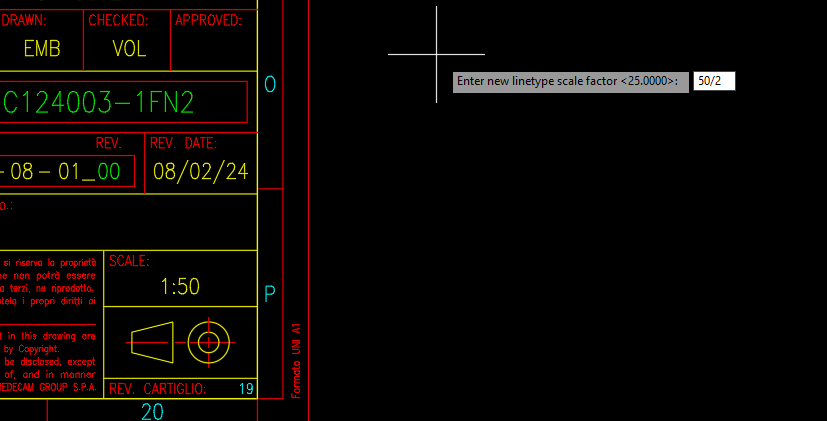 DRAWN: CHECKED: APPROVED:
EMB VOL
Enter new linetype scale factor <25.0000>: 50/2
O
C124003-1FN2
REV. REV. DATE:
-08-01_00 08/02/24
o.:
si riserva la proprietà
ne non potrà essere
a terzi, ne riprodotto.
tela i propri diritti ai
SCALE:
1:50
P
t in this drawing are
by Copyright.
be disclosed, except
of, and in manner
MEDECAM GROUP S.P.A.
Formato UNI A1
REV. CARTIGLIO: 19
20